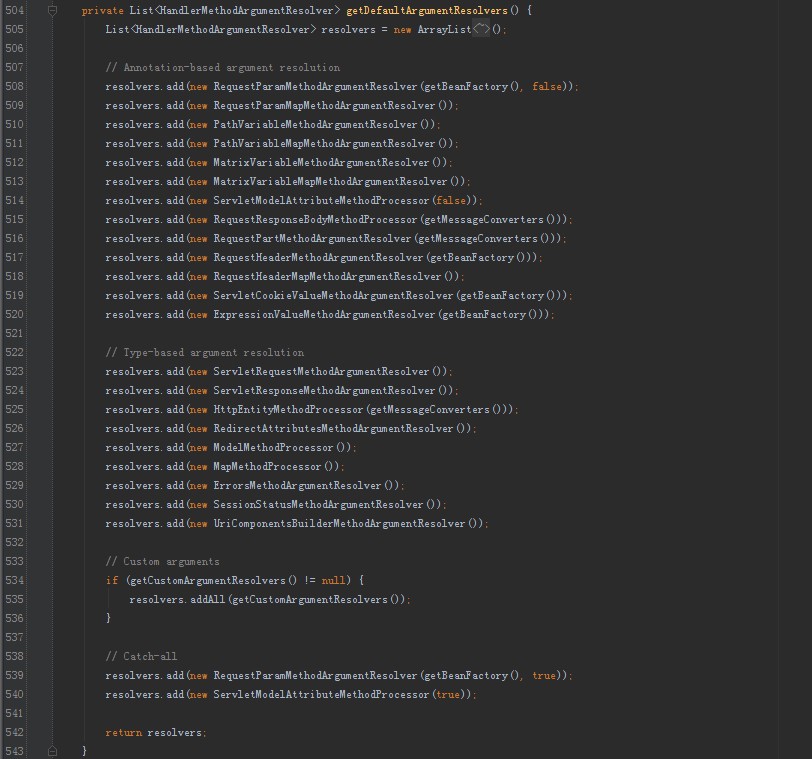 504 private List<HandlerMethodArgumentResolver> getDefaultArgumentResolvers() {
505 List<HandlerMethodArgumentResolver> resolvers = new ArrayList<~>();
506
507 // Annotation-based argument resolution
508 resolvers.add(new RequestParamMethodArgumentResolver(getBeanFactory(), false));
509 resolvers.add(new RequestParamMapMethodArgumentResolver());
510 resolvers.add(new PathVariableMethodArgumentResolver());
511 resolvers.add(new PathVariableMapMethodArgumentResolver());
512 resolvers.add(new MatrixVariableMethodArgumentResolver());
513 resolvers.add(new MatrixVariableMapMethodArgumentResolver());
514 resolvers.add(new ServletModelAttributeMethodProcessor(false));
515 resolvers.add(new RequestResponseBodyMethodProcessor(getMessageConverters()));
516 resolvers.add(new RequestPartMethodArgumentResolver(getMessageConverters()));
517 resolvers.add(new RequestHeaderMethodArgumentResolver(getBeanFactory()));
518 resolvers.add(new RequestHeaderMapMethodArgumentResolver());
519 resolvers.add(new ServletCookieValueMethodArgumentResolver(getBeanFactory()));
520 resolvers.add(new ExpressionValueMethodArgumentResolver(getBeanFactory()));
521
522 // Type-based argument resolution
523 resolvers.add(new ServletRequestMethodArgumentResolver());
524 resolvers.add(new ServletResponseMethodArgumentResolver());
525 resolvers.add(new HttpEntityMethodProcessor(getMessageConverters()));
526 resolvers.add(new RedirectAttributesMethodArgumentResolver());
527 resolvers.add(new ModelMethodProcessor());
528 resolvers.add(new MapMethodProcessor());
529 resolvers.add(new ErrorsMethodArgumentResolver());
530 resolvers.add(new SessionStatusMethodArgumentResolver());
531 resolvers.add(new UriComponentsBuilderMethodArgumentResolver());
532
533 // Custom arguments
534 if (getCustomArgumentResolvers() != null) {
535 resolvers.addAll(getCustomArgumentResolvers());
536 }
537
538 // Catch-all
539 resolvers.add(new RequestParamMethodArgumentResolver(getBeanFactory(), true));
540 resolvers.add(new ServletModelAttributeMethodProcessor(true));
541
542 return resolvers;
543 }